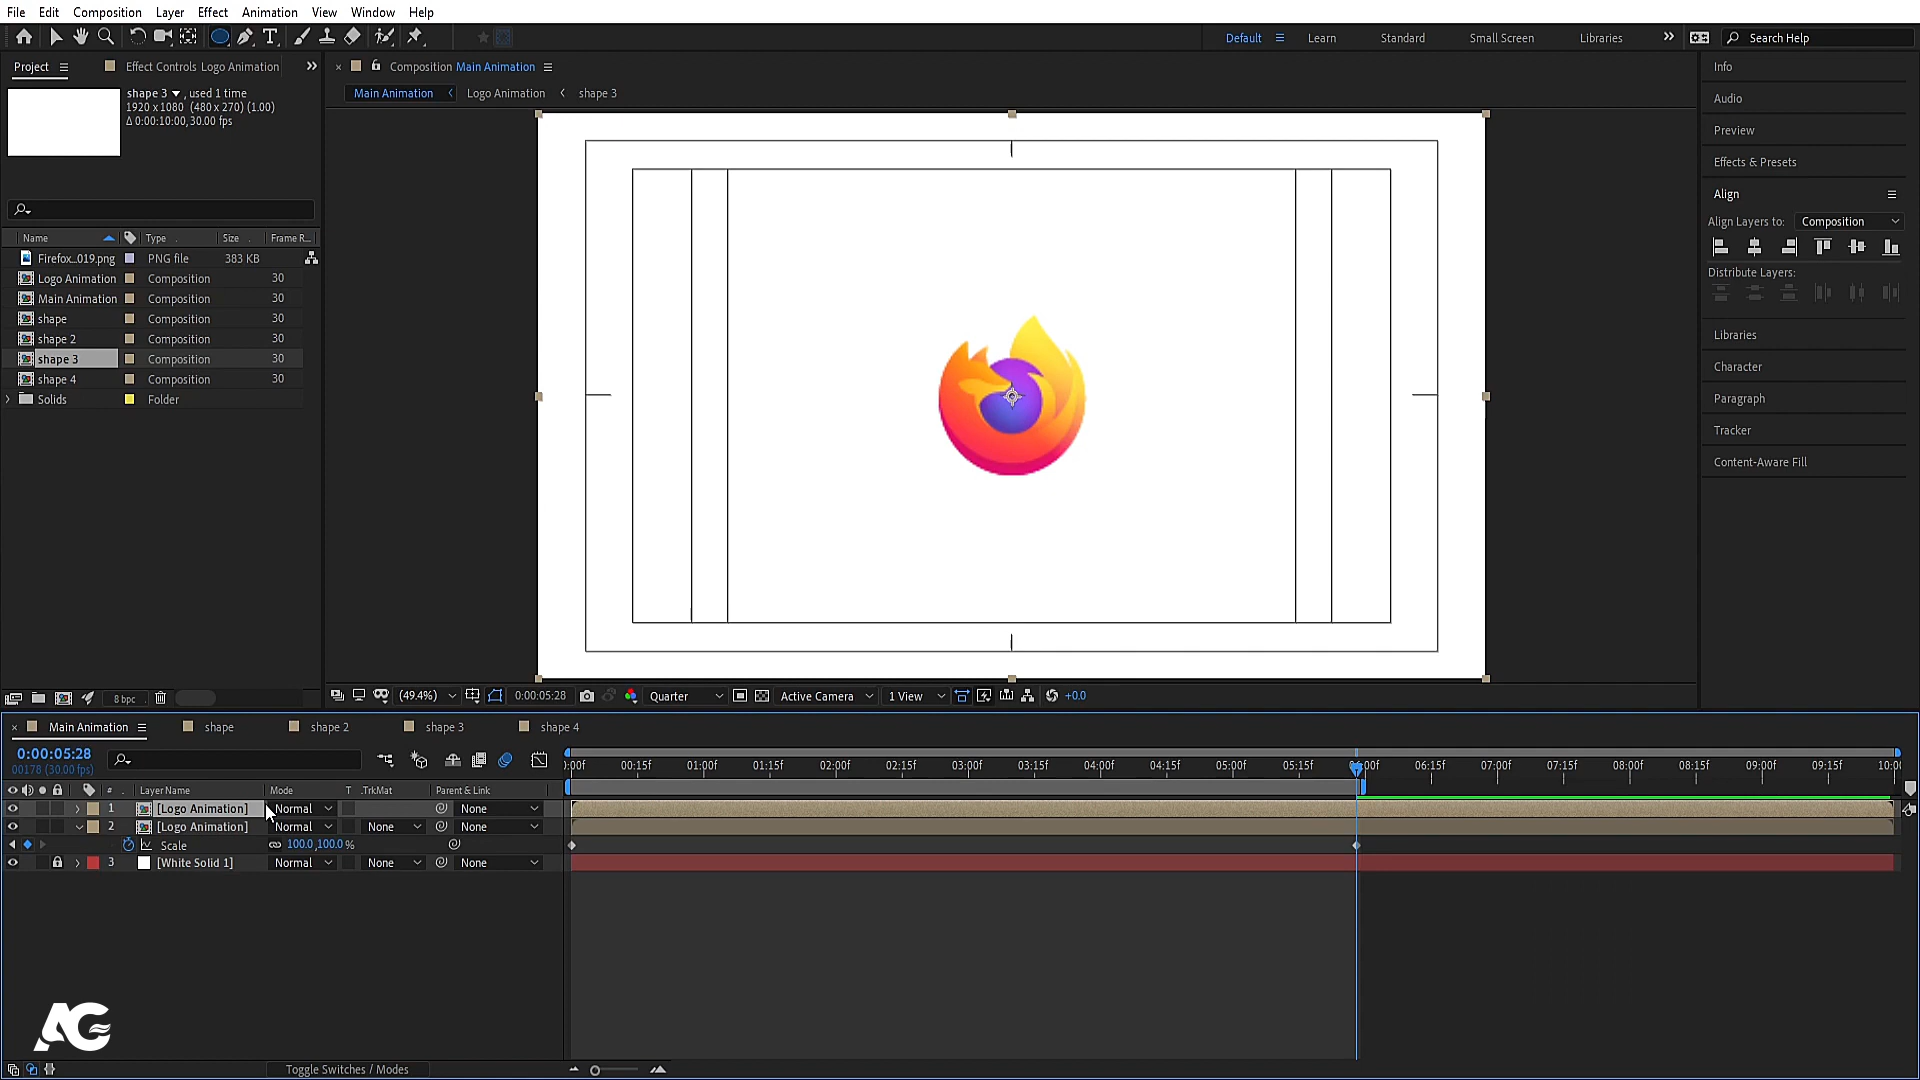 File Edit Composition Layer Effect Animation View Window Help
Default Learn Standard Small Screen Libraries Search Help
Project Effect Controls Logo Animation
shape 3 , used 1 time
1920 x 1080 (480 x 270) (1.00)
Δ 0:00:10:00, 30.00 fps
Name Type Size Frame R...
Firefox_019.png PNG file 383 KB
Logo Animation Composition 30
Main Animation Composition 30
shape Composition 30
shape 2 Composition 30
shape 3 Composition 30
shape 4 Composition 30
Solids Folder
8 bpc
Composition Main Animation
Main Animation Logo Animation shape 3
(49.4%) 0:00:05:28 Quarter Active Camera 1 View +0.0
Info
Audio
Preview
Effects & Presets
Align
Align Layers to: Composition
Distribute Layers:
Libraries
Character
Paragraph
Tracker
Content-Aware Fill
Main Animation shape shape 2 shape 3 shape 4
0:00:05:28
00178 (30.00 fps)
):00f 00:15f 01:00f 01:15f 02:00f 02:15f 03:00f 03:15f 04:00f 04:15f 05:00f 05:15f 06:15f 07:00f 07:15f 08:00f 08:15f 09:00f 09:15f 10:0
# Layer Name Mode T .TrkMat Parent & Link
1 [Logo Animation] Normal None
2 [Logo Animation] Normal None None
Scale 100.0,100.0%
3 [White Solid 1] Normal None None
AG
Toggle Switches / Modes